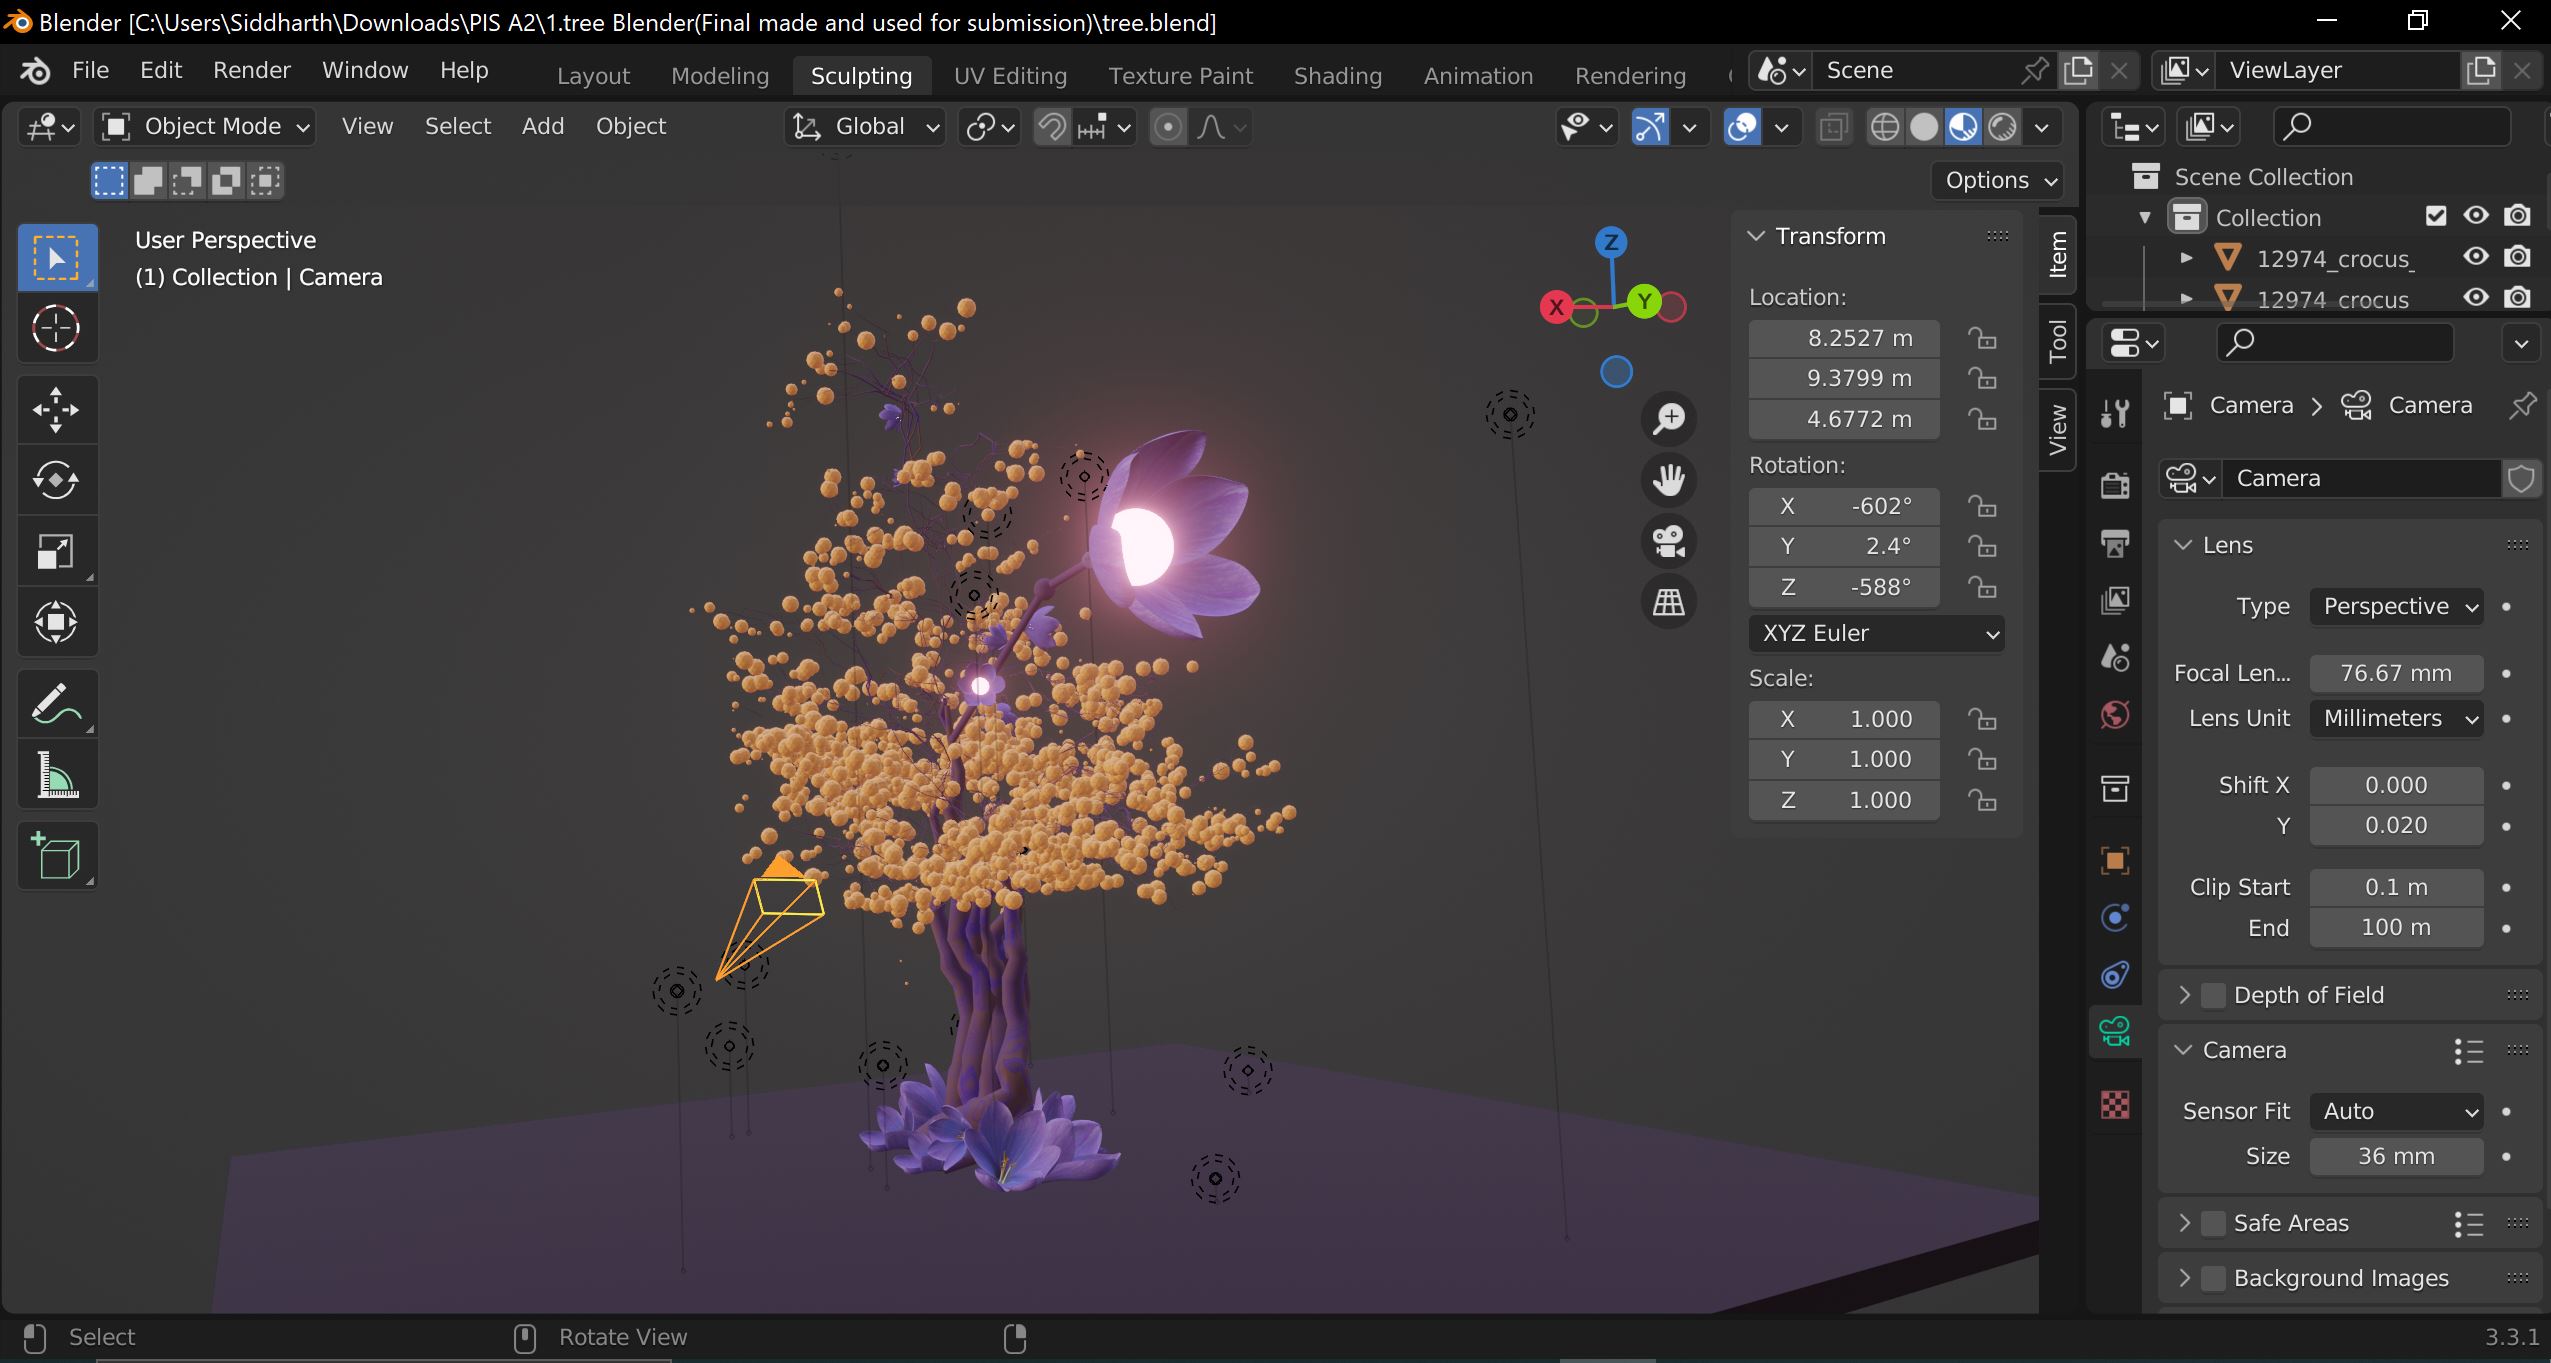 Blender [C:\Users\Siddharth\Downloads\PIS A2\1.tree Blender(Final made and used for submission)\tree.blend]
File Edit Render Window Help Layout Modeling Sculpting UV Editing Texture Paint Shading Animation Rendering Scene ViewLayer
Object Mode View Select Add Object Global
Options
User Perspective
(1) Collection | Camera
Z
X
Y
Transform
Location:
8.2527 m
9.3799 m
4.6772 m
Rotation:
X -602°
Y 2.4°
Z -588°
XYZ Euler
Scale:
X 1.000
Y 1.000
Z 1.000
Item
Tool
View
Scene Collection
Collection
12974_crocus_
12974_crocus
Camera > Camera
Camera
Lens
Type Perspective
Focal Len... 76.67 mm
Lens Unit Millimeters
Shift X 0.000
Y 0.020
Clip Start 0.1 m
End 100 m
Depth of Field
Camera
Sensor Fit Auto
Size 36 mm
Safe Areas
Background Images
Select Rotate View 3.3.1